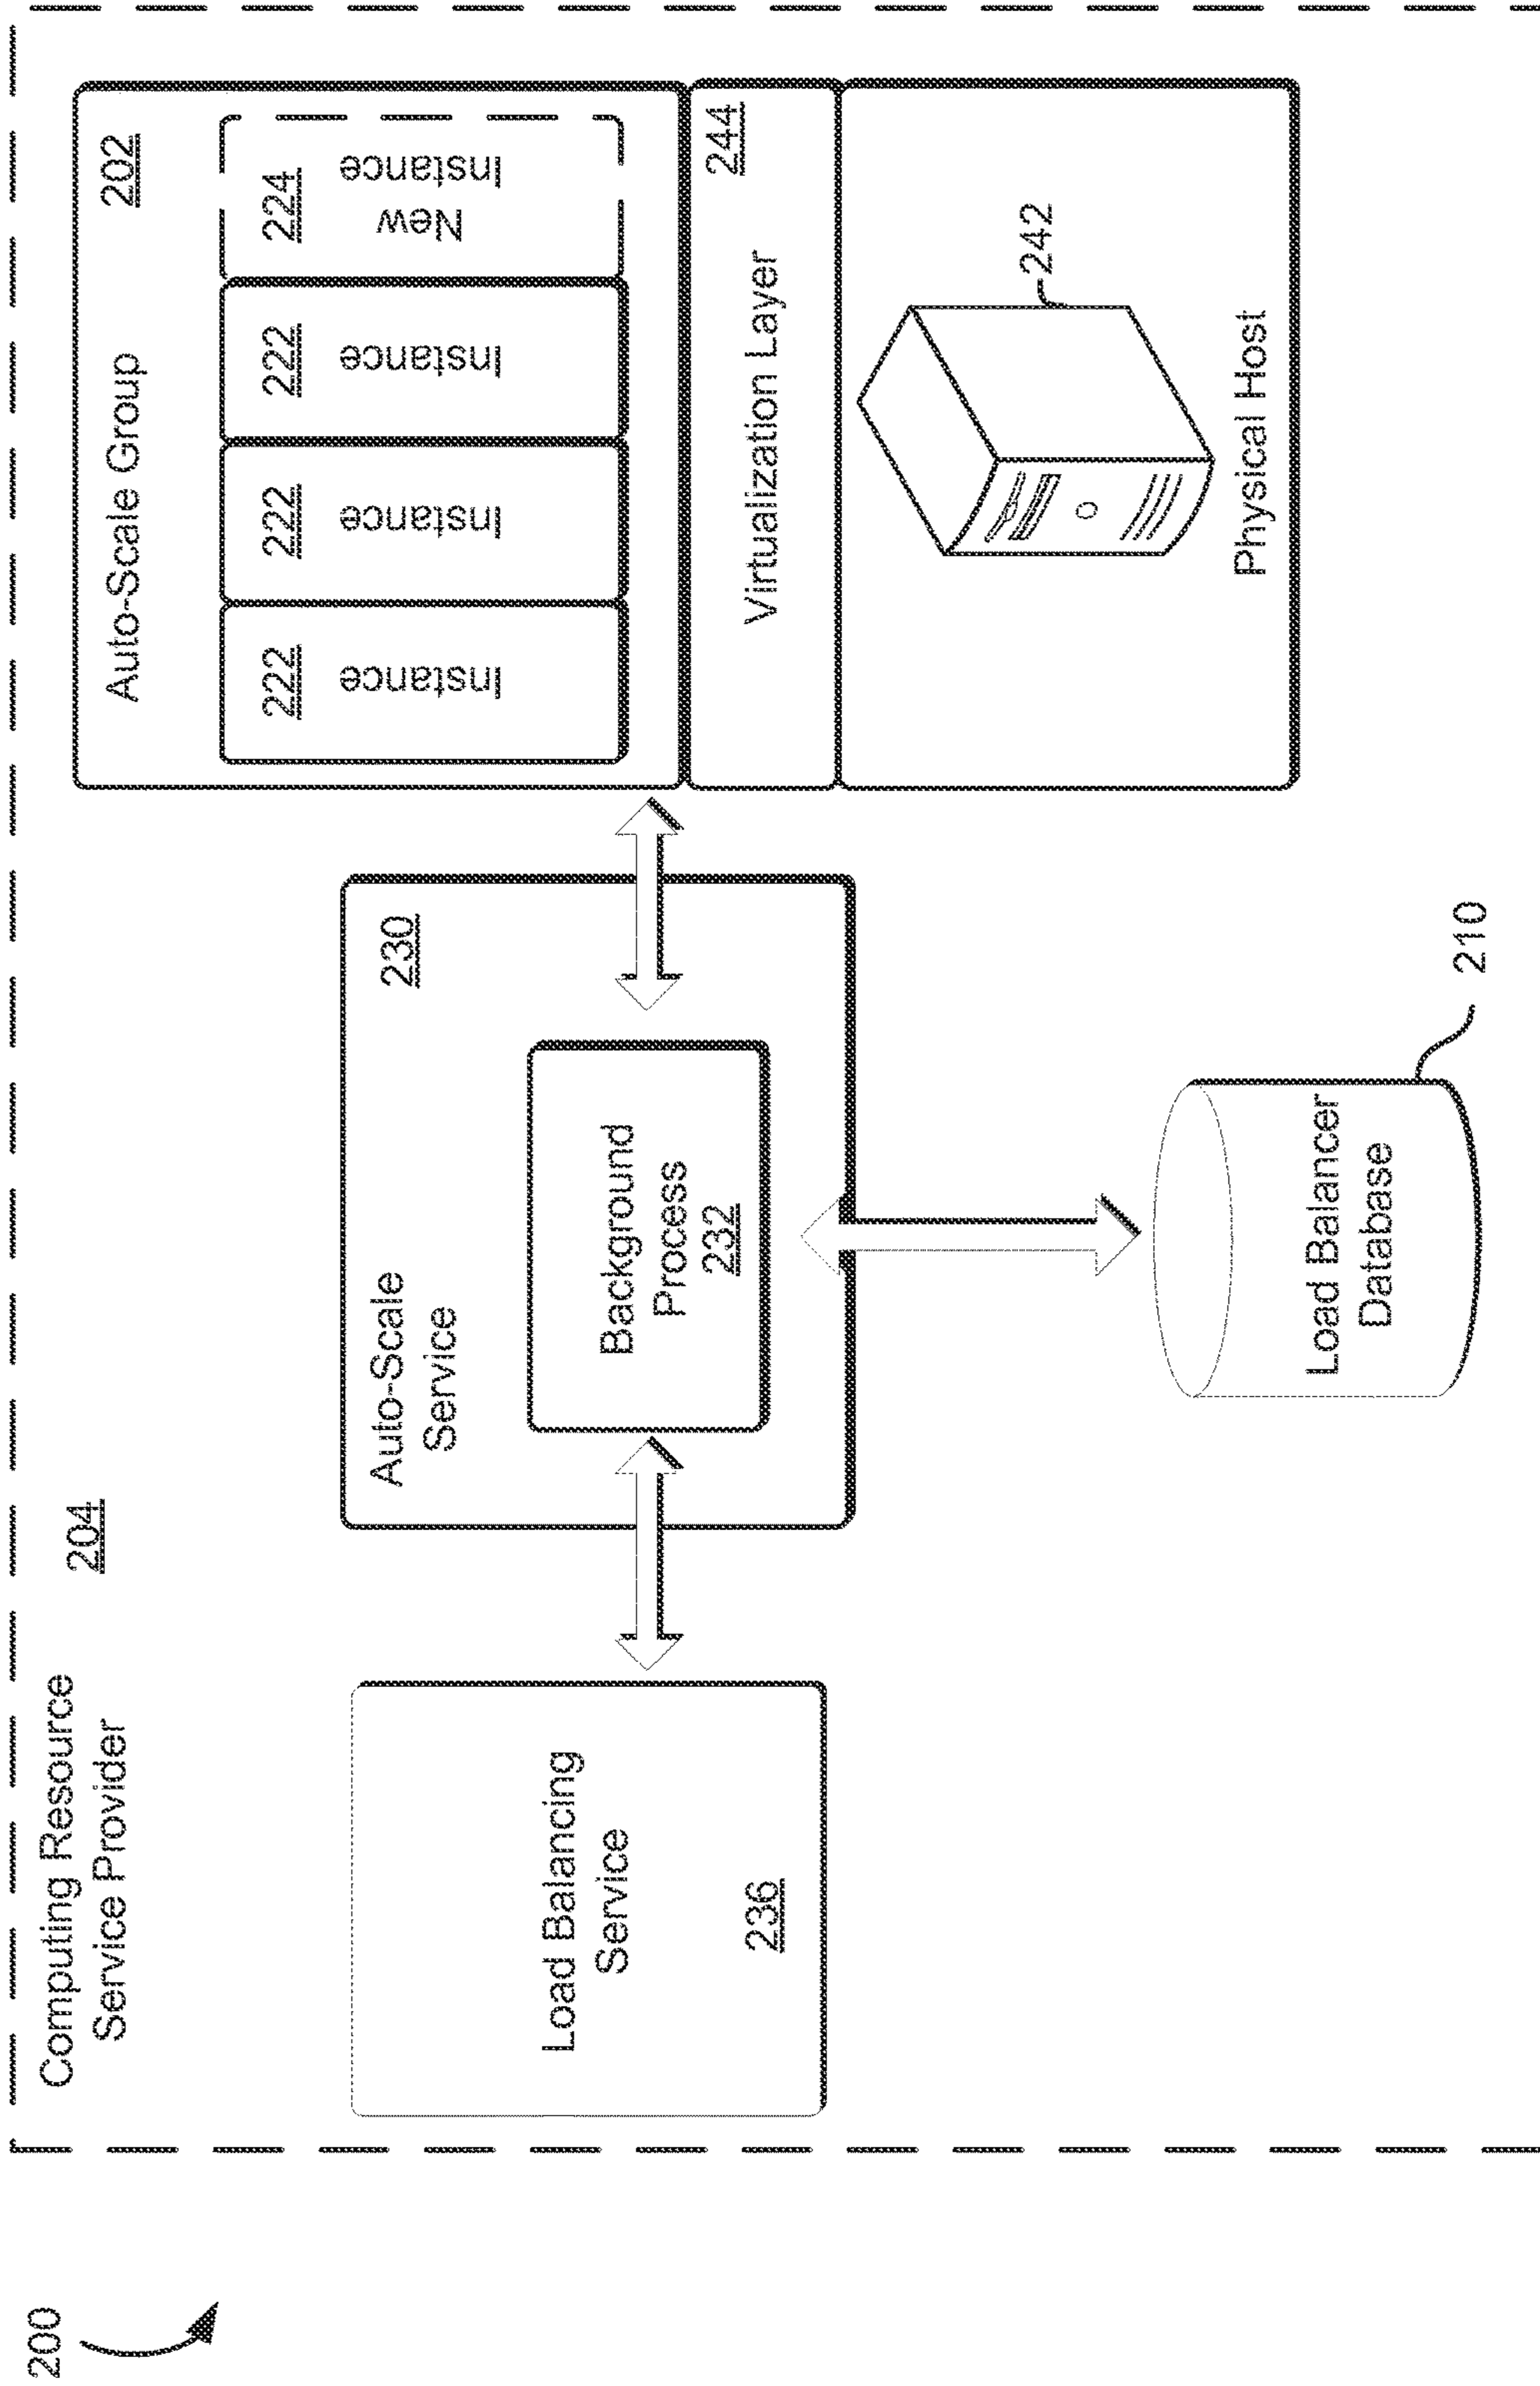 200
Computing Resource
Service Provider
204
Load Balancing
Service
236
Auto-Scale
Service
230
Background
Process
232
Load Balancer
Database
210
Auto-Scale Group
202
222
Instance
222
Instance
222
Instance
224
New
Instance
Virtualization Layer
244
242
Physical Host